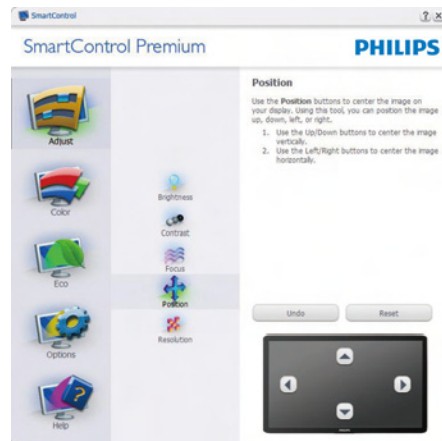 SmartControl
SmartControl Premium
PHILIPS
Adjust
Color
Eco
Options
Help
Brightness
Contrast
Focus
Position
Resolution
Position
Use the Position buttons to center the image on
your display. Using this tool, you can position the image
up, down, left, or right.
1. Use the Up/Down buttons to center the image
vertically.
2. Use the Left/Right buttons to center the image
horizontally.
Undo
Reset